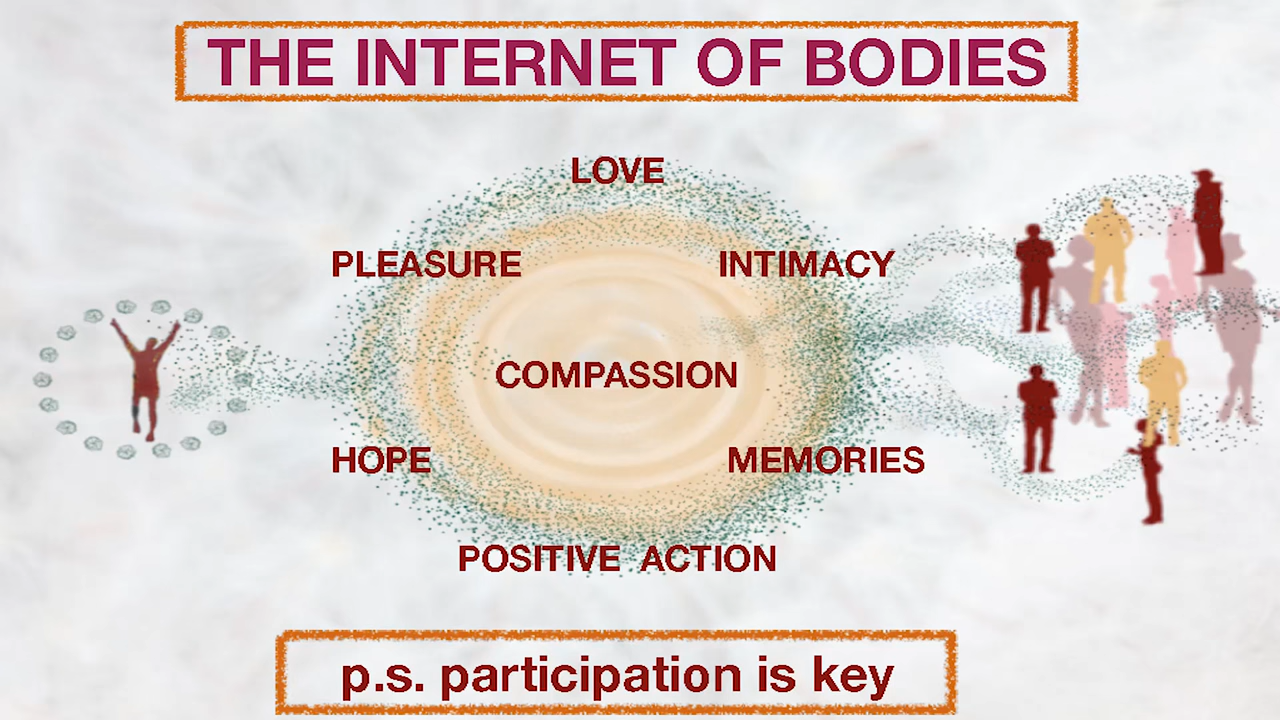 THE INTERNET OF BODIES
LOVE
PLEASURE
INTIMACY
COMPASSION
HOPE
MEMORIES
POSITIVE ACTION
p.s. participation is key